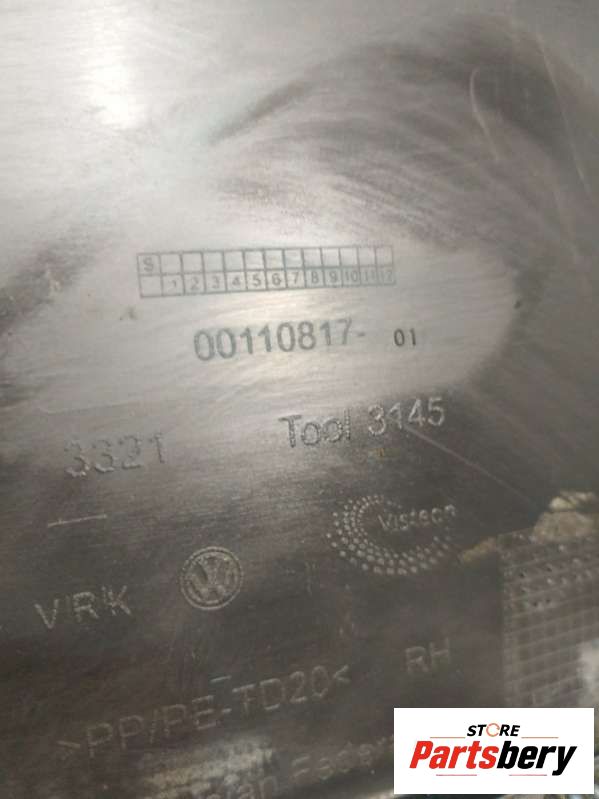 S
1 2 3 4 5 6 7 8 9 10 11 12
00110817- 01
3321 Tool 3145
Visteon
V/R/K
>PP/PE-TD20< RH
STORE
Partsbery